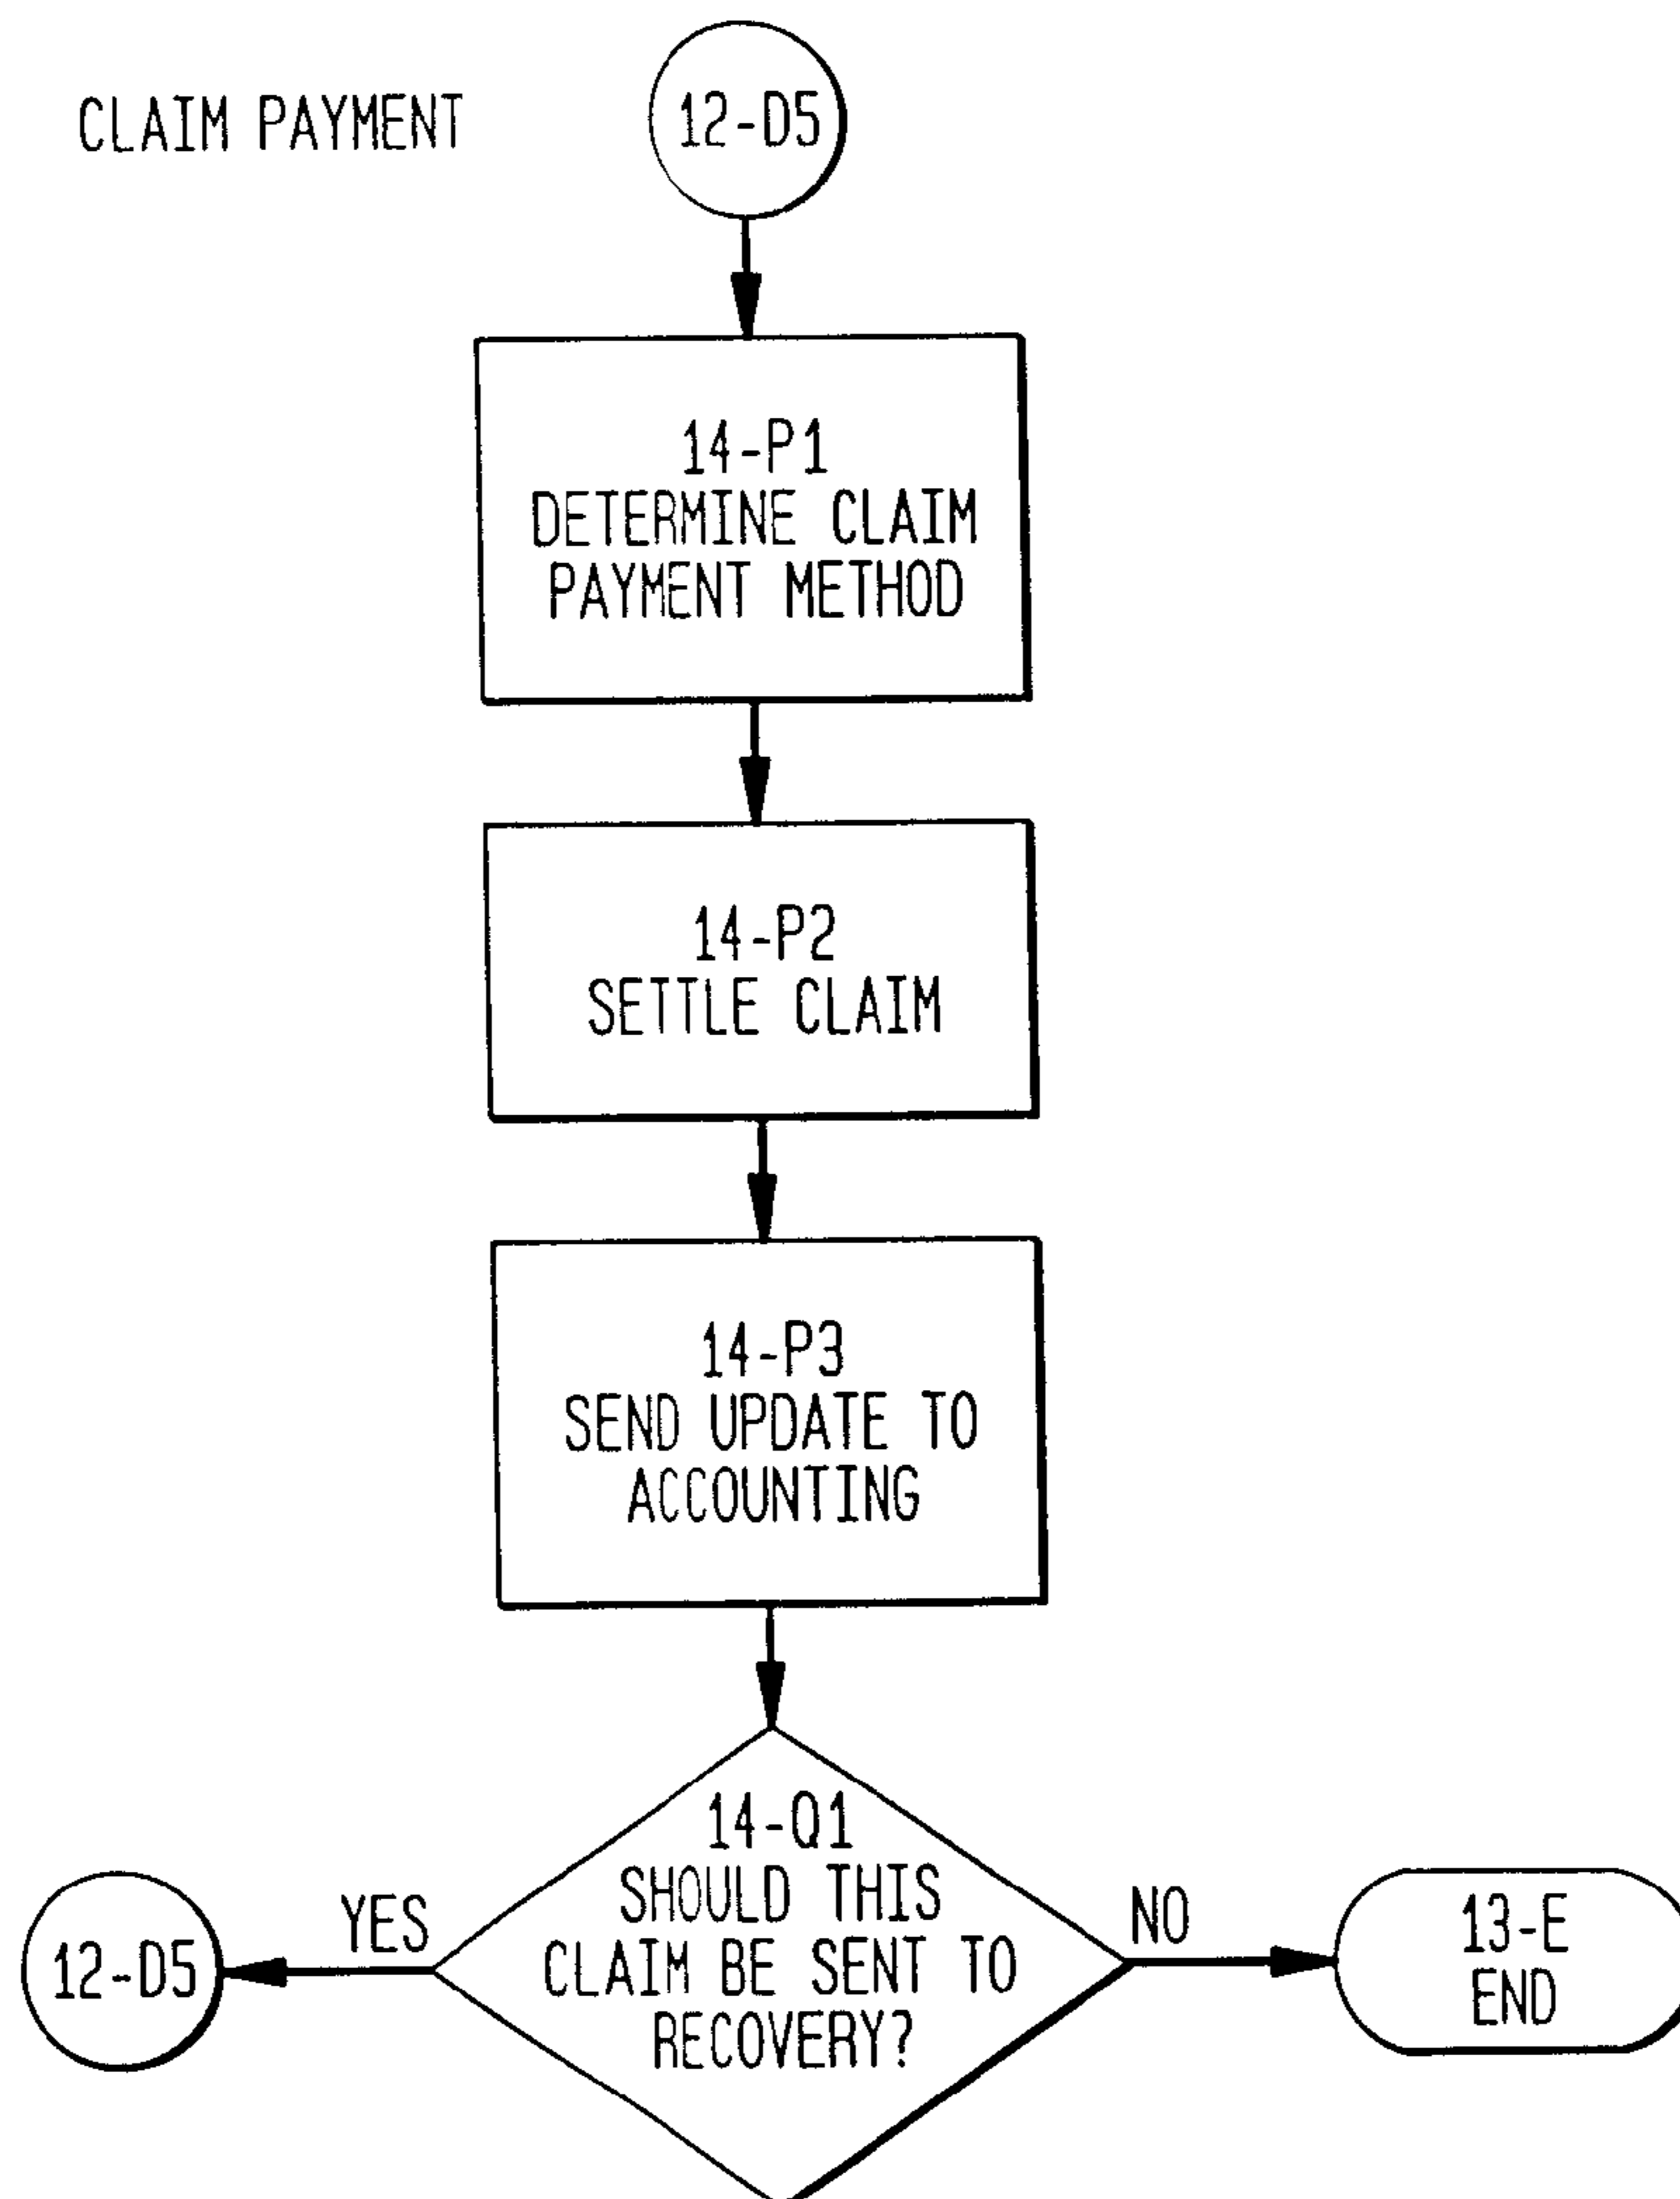 CLAIM PAYMENT
12-D5
14-P1
DETERMINE CLAIM
PAYMENT METHOD
14-P2
SETTLE CLAIM
14-P3
SEND UPDATE TO
ACCOUNTING
14-Q1
SHOULD THIS
CLAIM BE SENT TO
RECOVERY?
YES
12-D5
NO
13-E
END